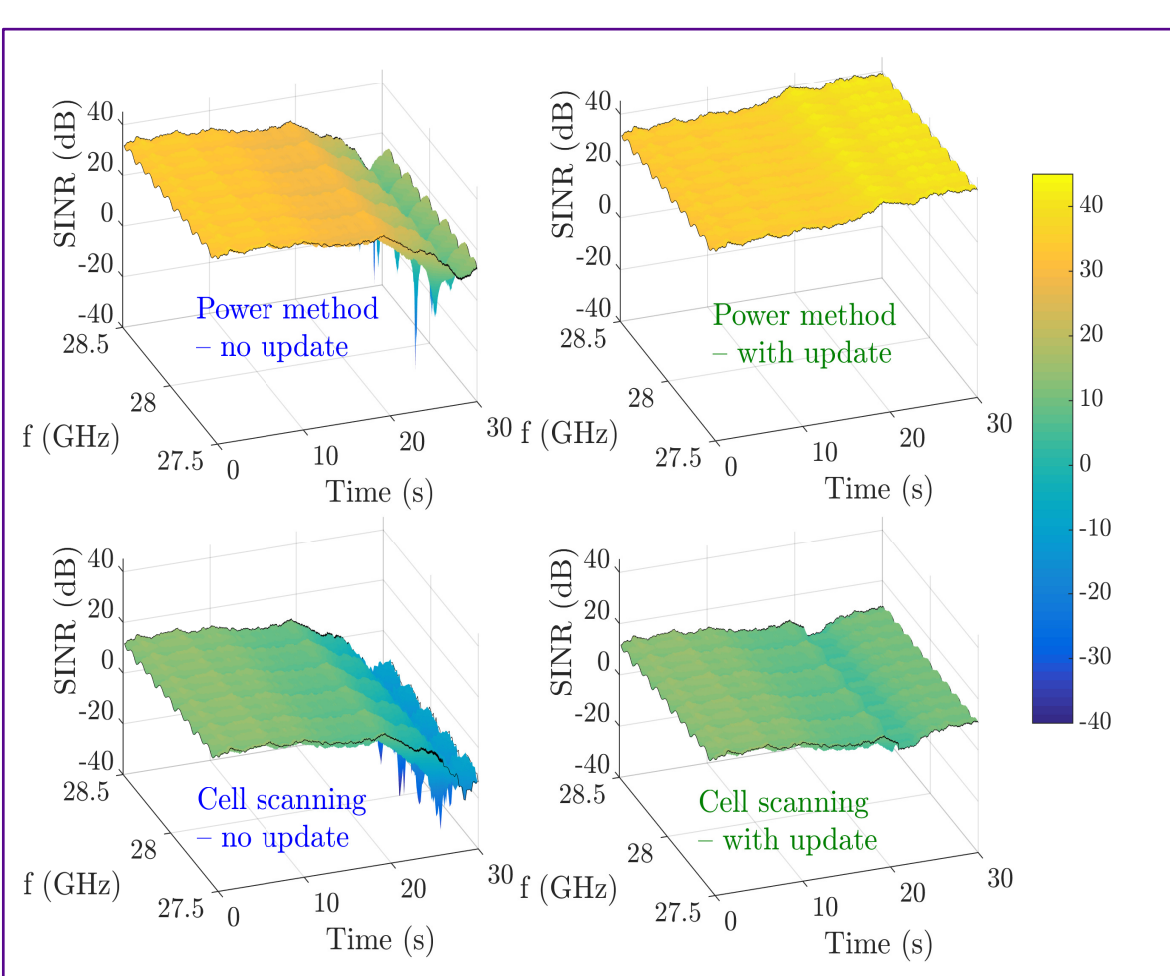 SINR (dB)
40
20
0
-20
-40
28.5
28
27.5
f (GHz)
0
10
20
30
Time (s)
Power method
– no update
SINR (dB)
40
20
0
-20
-40
28.5
28
27.5
f (GHz)
0
10
20
30
Time (s)
Power method
– with update
40
30
20
10
0
-10
-20
-30
-40
SINR (dB)
40
20
0
-20
-40
28.5
28
27.5
f (GHz)
0
10
20
30
Time (s)
Cell scanning
– no update
SINR (dB)
40
20
0
-20
-40
28.5
28
27.5
f (GHz)
0
10
20
30
Time (s)
Cell scanning
– with update